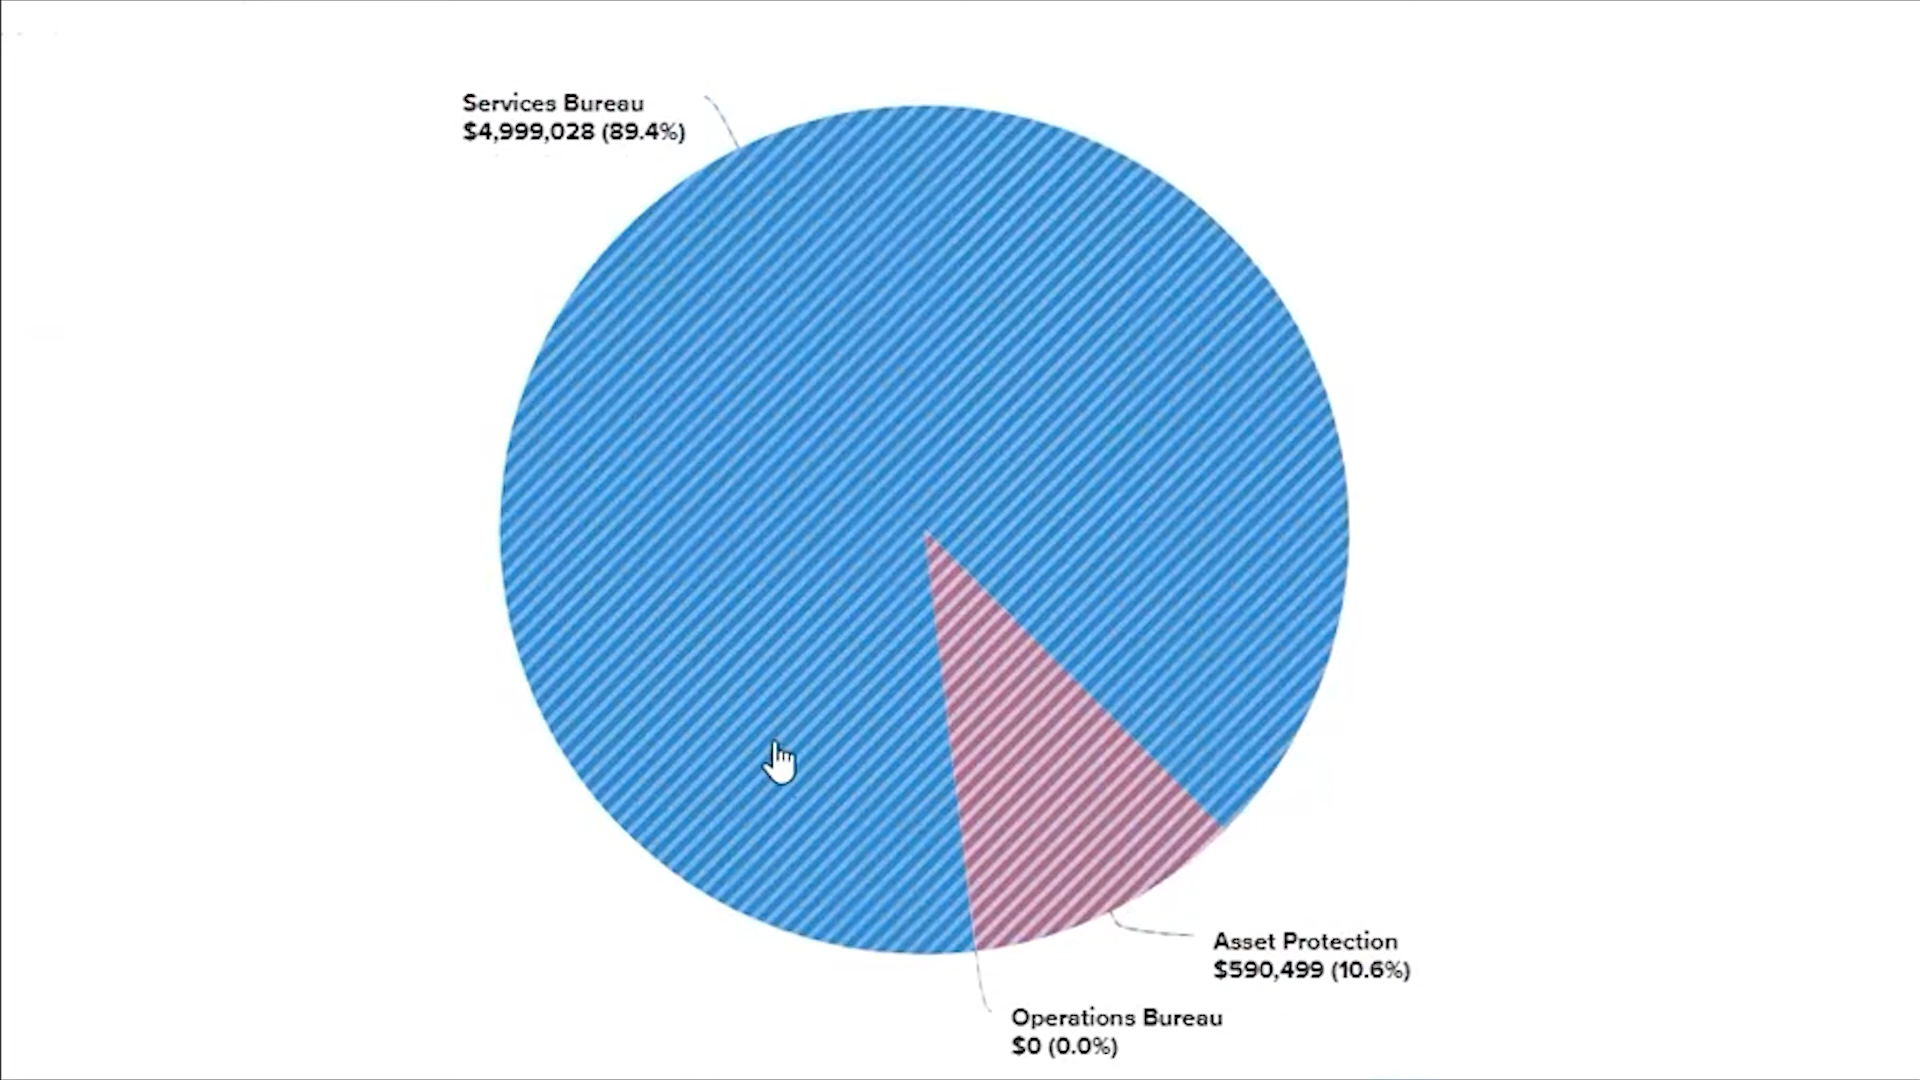 Services Bureau
$4,999,028 (89.4%)
Asset Protection
$590,499 (10.6%)
Operations Bureau
$0 (0.0%)